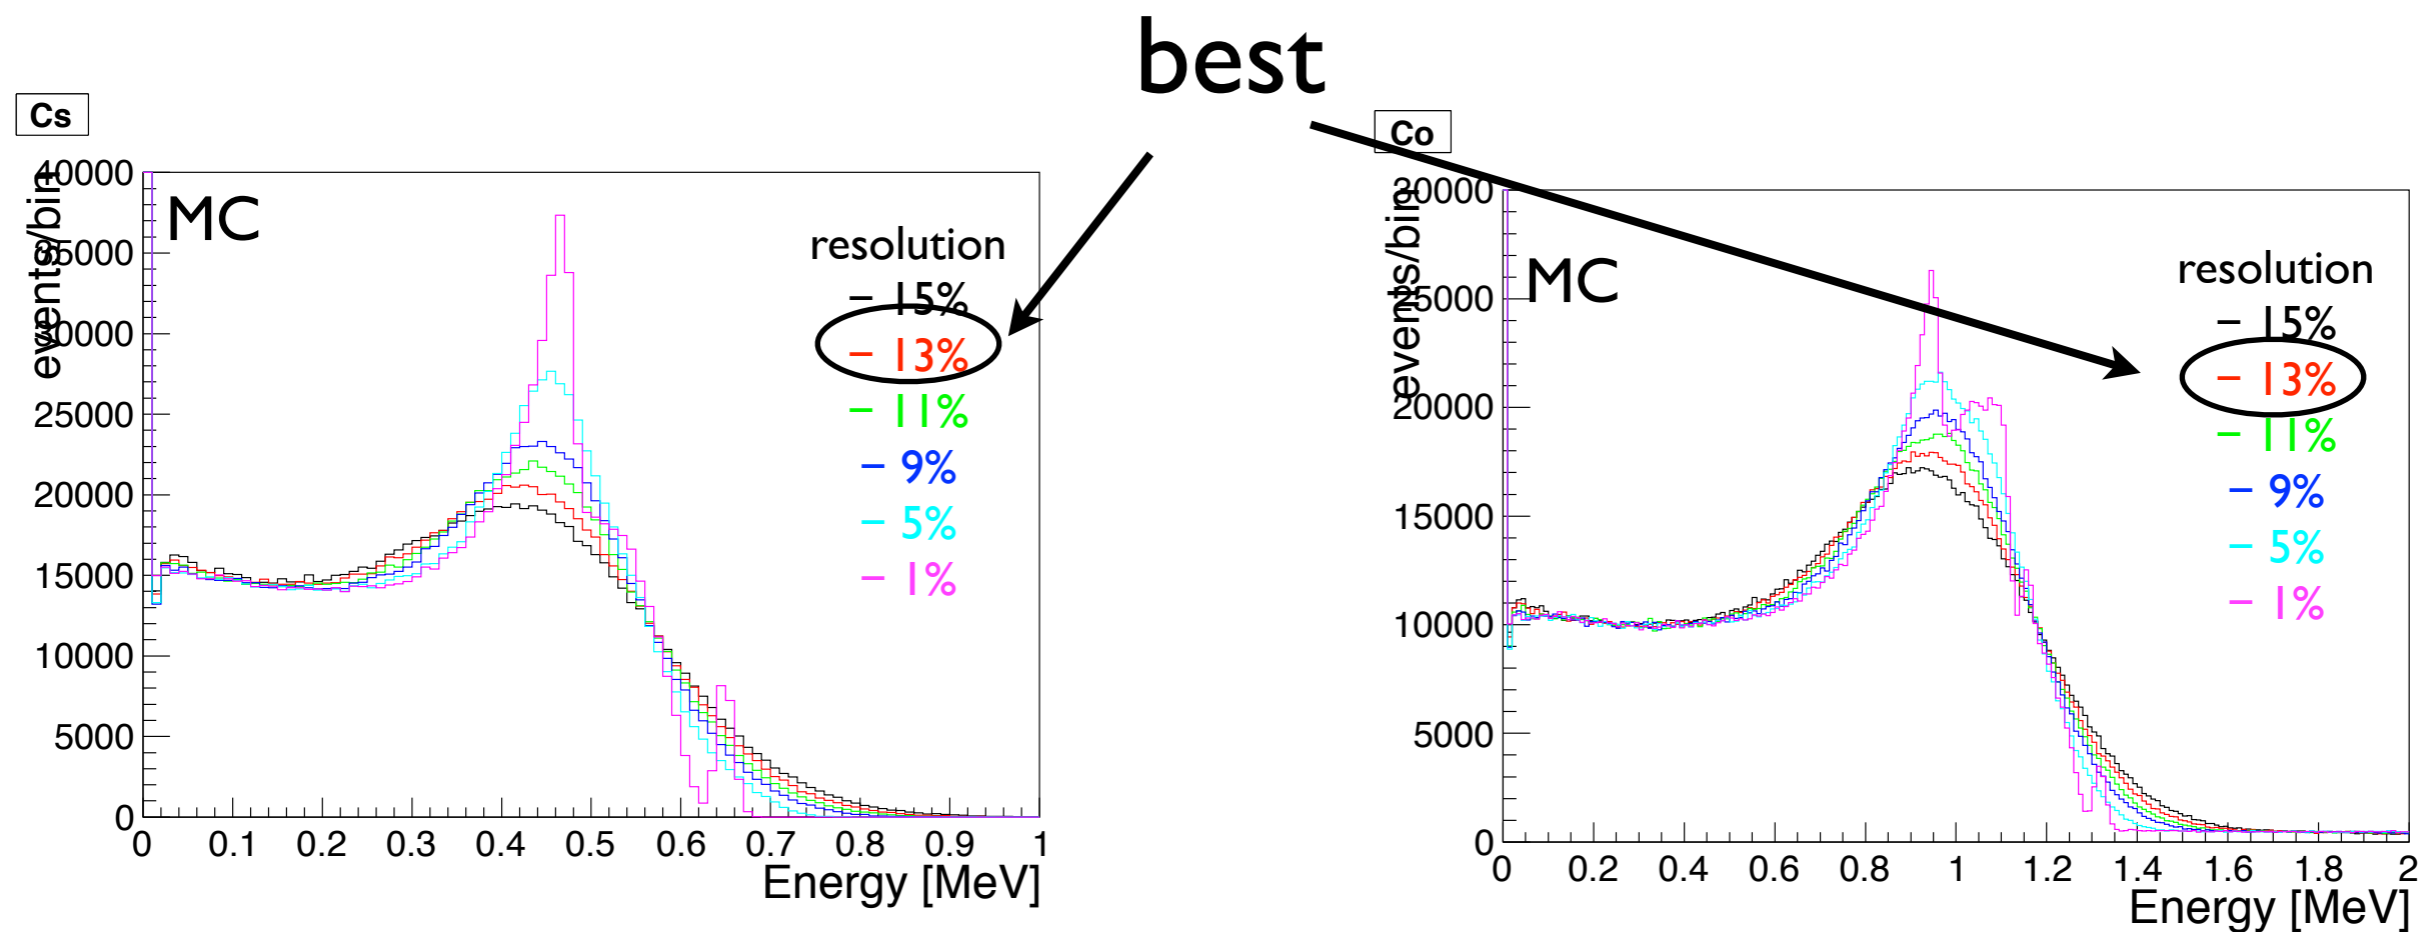 best
Cs
MC
events/bin
40000
35000
30000
25000
20000
15000
10000
5000
0
0 0.1 0.2 0.3 0.4 0.5 0.6 0.7 0.8 0.9 1
Energy [MeV]
resolution
– 15%
– 13%
– 11%
– 9%
– 5%
– 1%
Co
MC
events/bin
30000
25000
20000
15000
10000
5000
0
0 0.2 0.4 0.6 0.8 1 1.2 1.4 1.6 1.8 2
Energy [MeV]
resolution
– 15%
– 13%
– 11%
– 9%
– 5%
– 1%